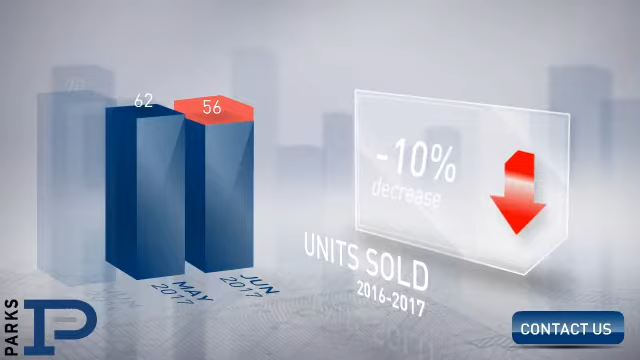 62
56
-10%
decrease
UNITS SOLD
2016-2017
MAY
2017
JUN
2017
PARKS
P
CONTACT US